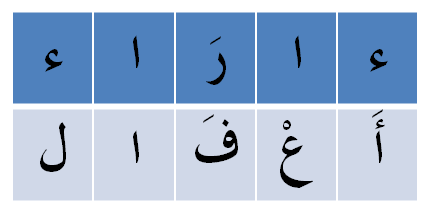 ء ا رَ ا ء
أَ عْ فَ ا ل